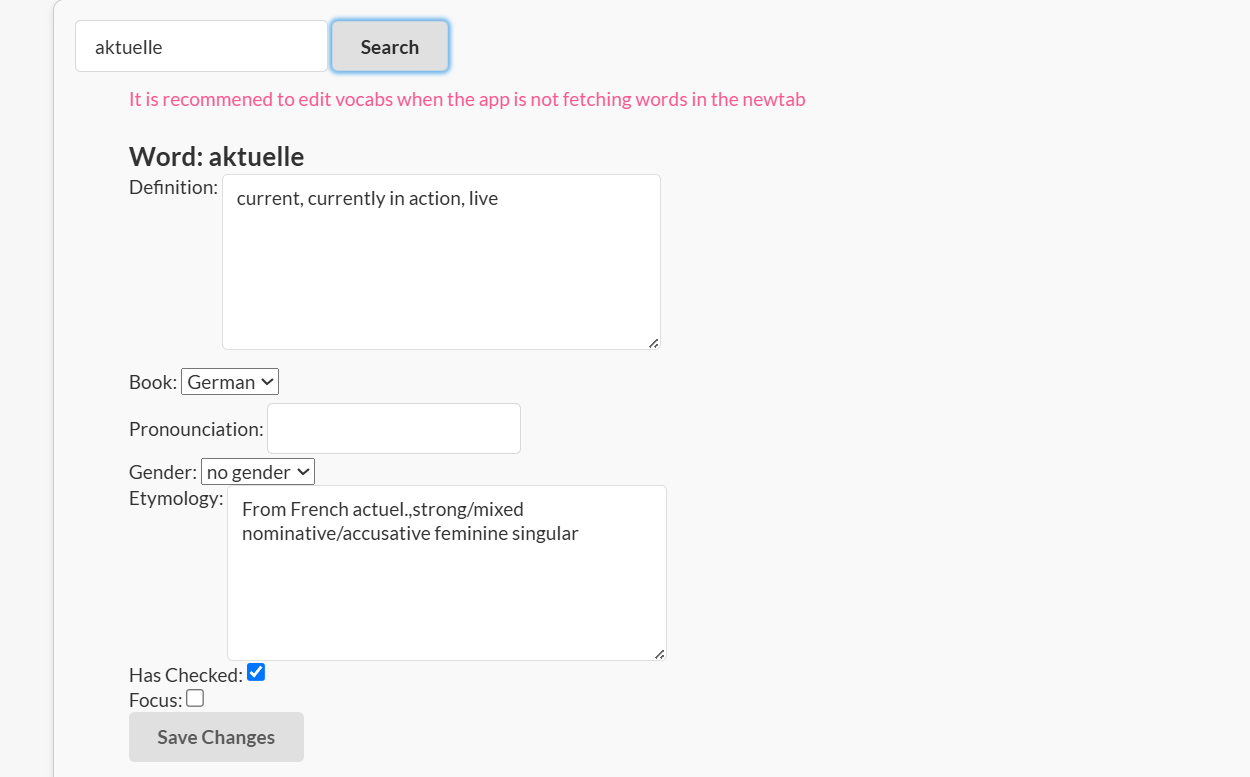 aktuelle Search
It is recommened to edit vocabs when the app is not fetching words in the newtab
Word: aktuelle
Definition: current, currently in action, live
Book: German
Pronounciation:
Gender: no gender
Etymology: From French actuel.,strong/mixed
nominative/accusative feminine singular
Has Checked:
Focus:
Save Changes